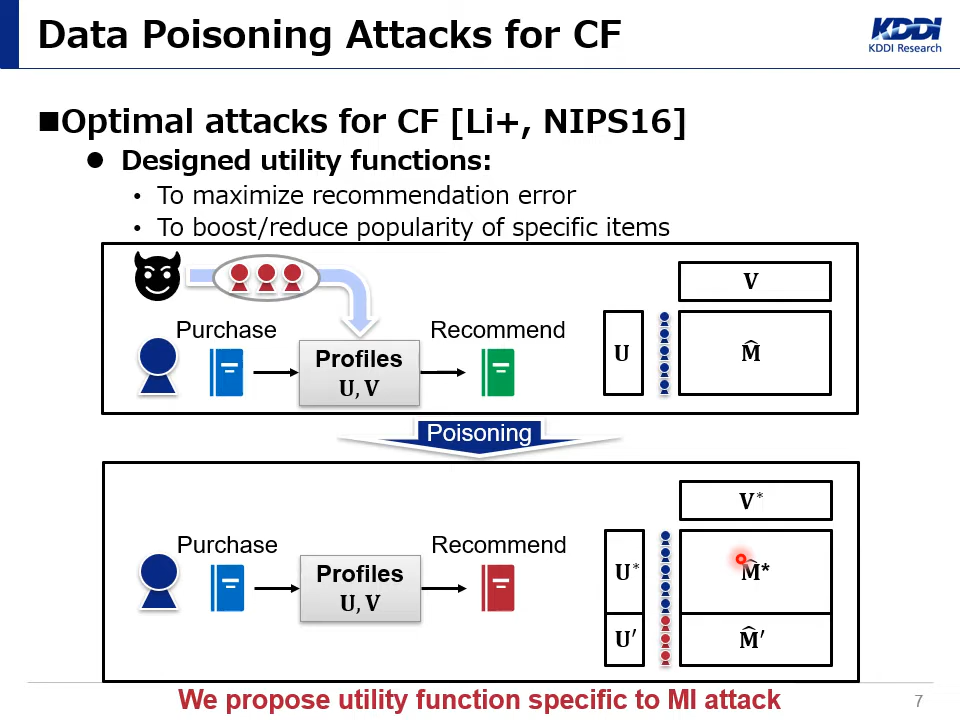 Data Poisoning Attacks for CF
KDDI
KDDI Research
■Optimal attacks for CF [Li+, NIPS16]
● Designed utility functions:
• To maximize recommendation error
• To boost/reduce popularity of specific items
V
Purchase
Recommend
Profiles
U, V
U
M̂
Poisoning
V*
Purchase
Recommend
Profiles
U, V
U*
M̂*
U′
M̂′
We propose utility function specific to MI attack
7